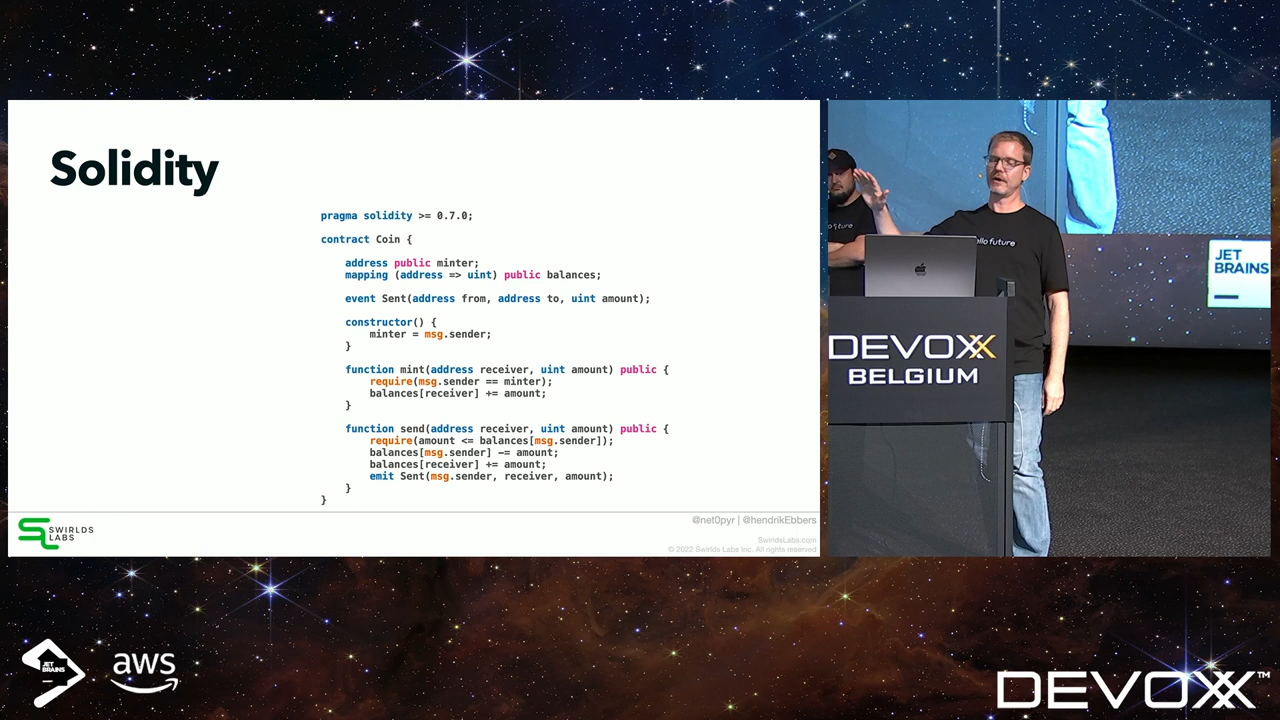 Solidity
pragma solidity >= 0.7.0;
contract Coin {
address public minter;
mapping (address => uint) public balances;
event Sent(address from, address to, uint amount);
constructor() {
minter = msg.sender;
}
function mint(address receiver, uint amount) public {
require(msg.sender == minter);
balances[receiver] += amount;
}
function send(address receiver, uint amount) public {
require(amount <= balances[msg.sender]);
balances[msg.sender] -= amount;
balances[receiver] += amount;
emit Sent(msg.sender, receiver, amount);
}
}
SWIRLDS
LABS
@net0pyr | @hendrikEbbers
SwirldsLabs.com
© 2022 Swirlds Labs Inc. All rights reserved
future
JET
BRAINS
DEVOXX
BELGIUM
JET
BRAINS
aws
DEVOXX™